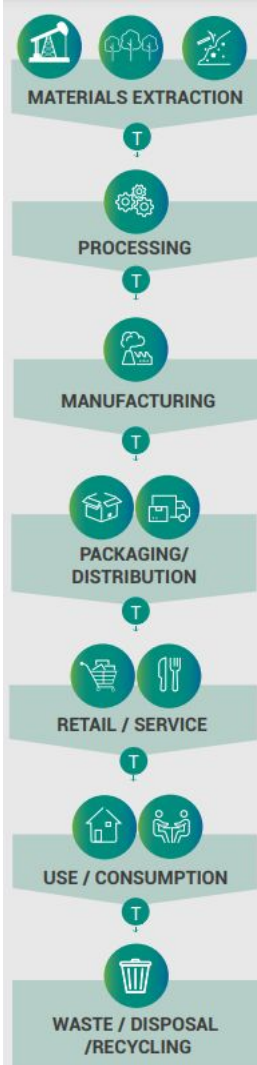 MATERIALS EXTRACTION
T
PROCESSING
T
MANUFACTURING
T
PACKAGING/
DISTRIBUTION
T
RETAIL / SERVICE
T
USE / CONSUMPTION
T
WASTE / DISPOSAL
/RECYCLING